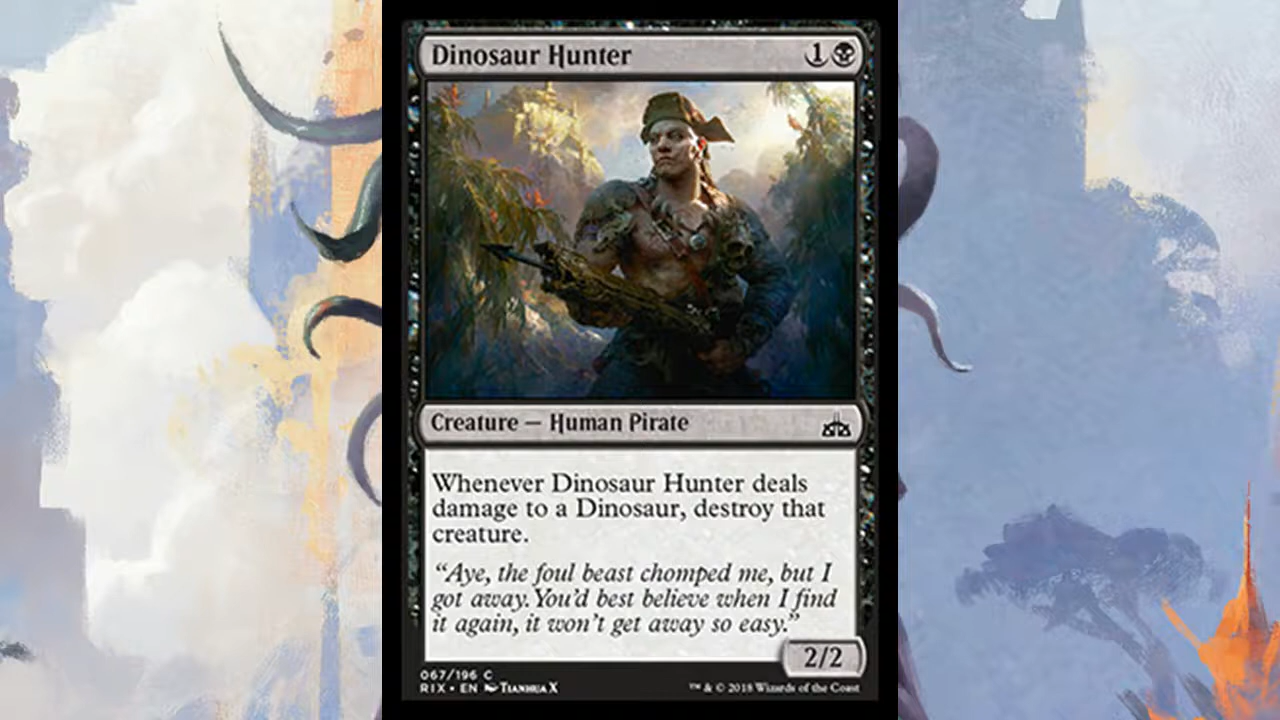 Dinosaur Hunter 1
Creature — Human Pirate
Whenever Dinosaur Hunter deals
damage to a Dinosaur, destroy that
creature.
“Aye, the foul beast chomped me, but I
got away. You’d best believe when I find
it again, it won’t get away so easy.”
2/2
067/196 C
RIX • EN Tianhua X
™ & © 2018 Wizards of the Coast